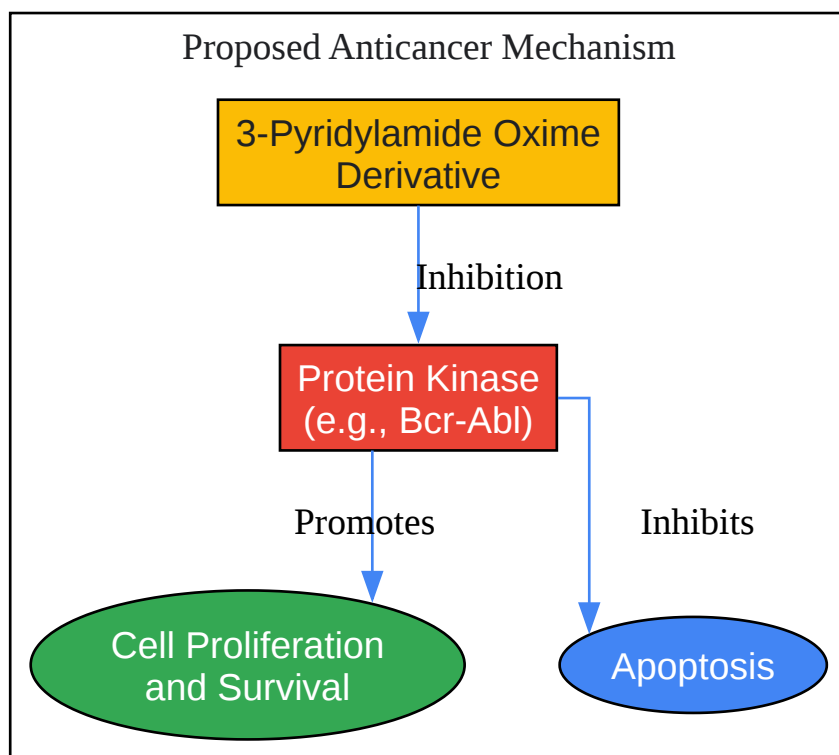 Proposed Anticancer Mechanism
3-Pyridylamide Oxime
Derivative
Inhibition
Protein Kinase
(e.g., Bcr-Abl)
Promotes
Inhibits
Cell Proliferation
and Survival
Apoptosis